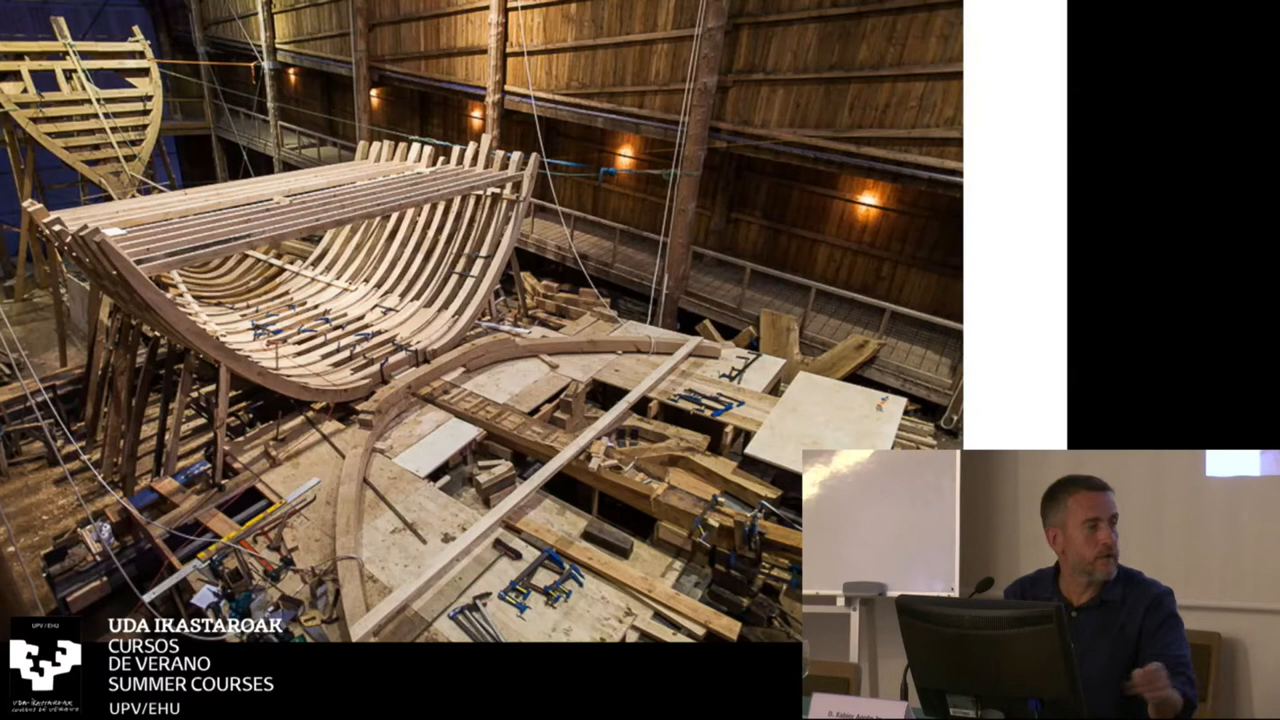 UPV / EHU
UDA IKASTAROAK
CURSOS
DE VERANO
SUMMER COURSES
UPV/EHU